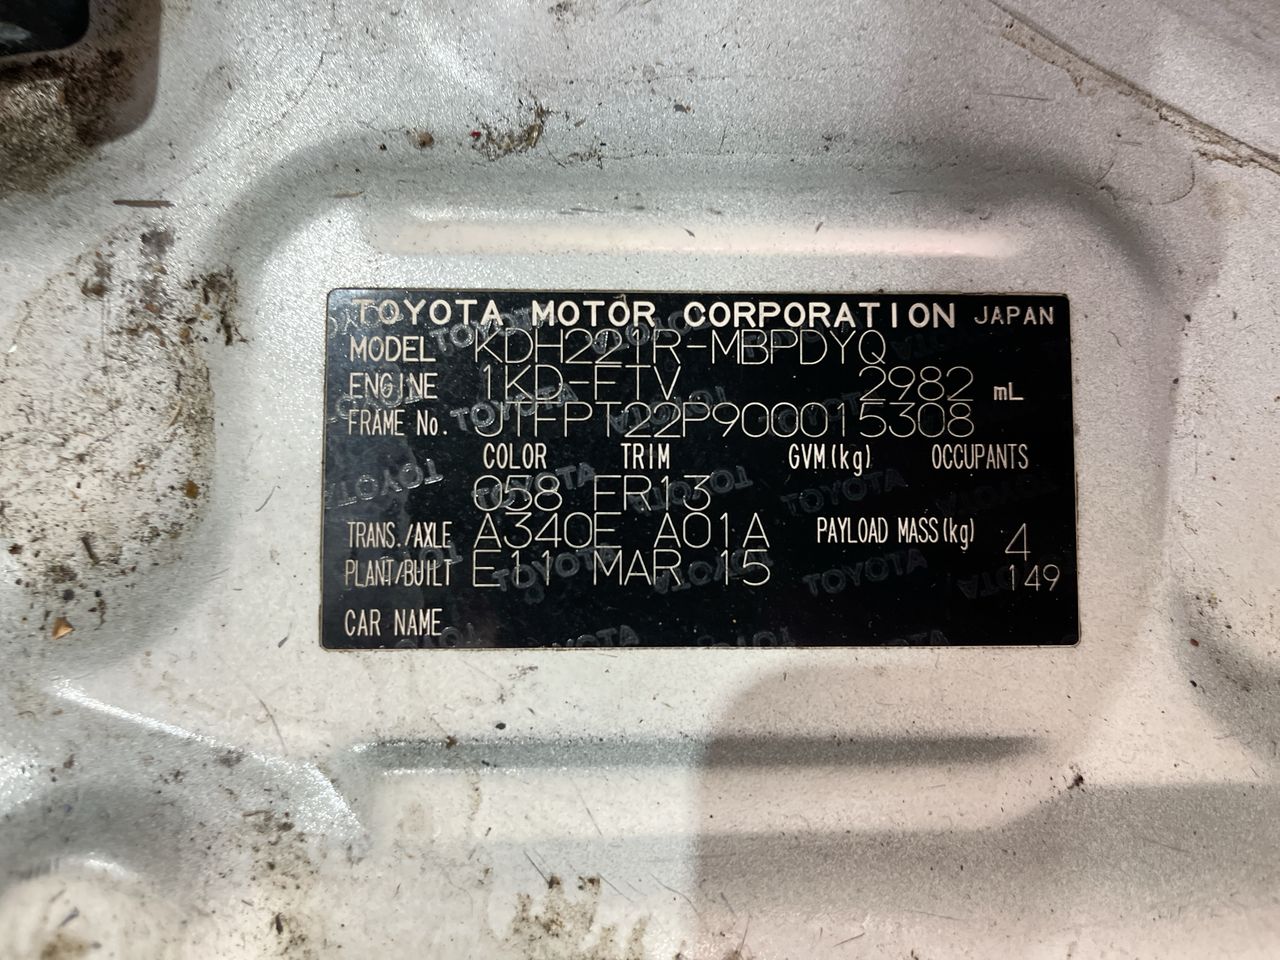 TOYOTA MOTOR CORPORATION JAPAN
MODEL KDH221R-MBPDYQ
ENGINE 1KD-FTV 2982 mL
FRAME No. JTFPT22P900015308
COLOR TRIM GVM(kg) OCCUPANTS
058 FR13
TRANS./AXLE A340E A01A PAYLOAD MASS(kg) 4
PLANT/BUILT E11 MAR 15 149
CAR NAME